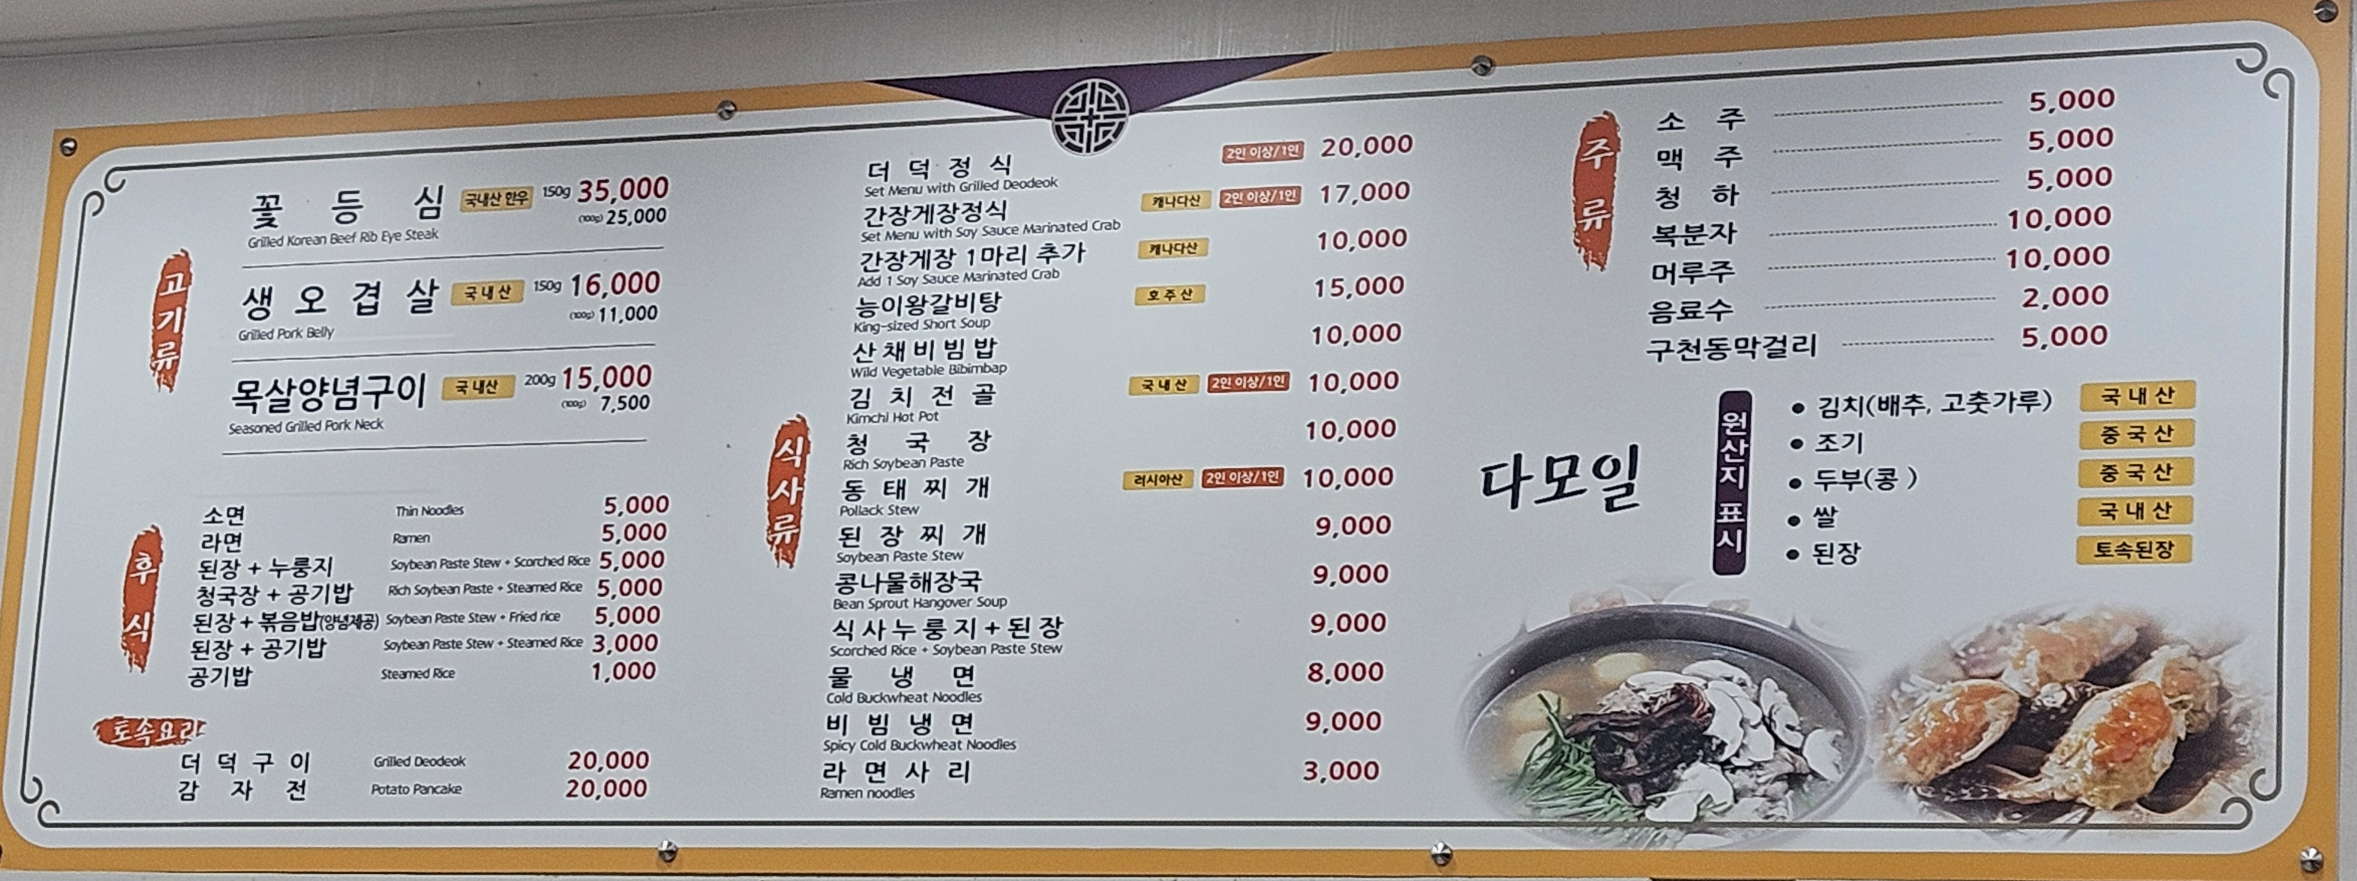 고기류
꽃 등 심 국내산 한우 150g 35,000
(100g) 25,000
Grilled Korean Beef Rib Eye Steak
생 오 겹 살 국내산 150g 16,000
(100g) 11,000
Grilled Pork Belly
목살양념구이 국내산 200g 15,000
(100g) 7,500
Seasoned Grilled Pork Neck
후식
소면 Thin Noodles 5,000
라면 Ramen 5,000
된장 + 누룽지 Soybean Paste Stew + Scorched Rice 5,000
청국장 + 공기밥 Rich Soybean Paste + Steamed Rice 5,000
된장 + 볶음밥(양념제공) Soybean Paste Stew + Fried rice 5,000
된장 + 공기밥 Soybean Paste Stew + Steamed Rice 3,000
공기밥 Steamed Rice 1,000
토속요리
더 덕 구 이 Grilled Deodeok 20,000
감 자 전 Potato Pancake 20,000
식사류
더 덕 정 식 2인 이상/1인 20,000
Set Menu with Grilled Deodeok
간장게장정식 캐나다산 2인 이상/1인 17,000
Set Menu with Soy Sauce Marinated Crab
간장게장 1마리 추가 캐나다산 10,000
Add 1 Soy Sauce Marinated Crab
능이왕갈비탕 호주산 15,000
King-sized Short Soup
산채비빔밥 10,000
Wild Vegetable Bibimbap
김 치 전 골 국내산 2인 이상/1인 10,000
Kimchi Hot Pot
청 국 장 10,000
Rich Soybean Paste
동 태 찌 개 러시아산 2인 이상/1인 10,000
Pollack Stew
된 장 찌 개 9,000
Soybean Paste Stew
콩나물해장국 9,000
Bean Sprout Hangover Soup
식사누룽지+된장 9,000
Scorched Rice + Soybean Paste Stew
물 냉 면 8,000
Cold Buckwheat Noodles
비 빔 냉 면 9,000
Spicy Cold Buckwheat Noodles
라 면 사 리 3,000
Ramen noodles
주류
소 주 5,000
맥 주 5,000
청 하 5,000
복분자 10,000
머루주 10,000
음료수 2,000
구천동막걸리 5,000
다모일
원산지 표시
• 김치(배추, 고춧가루) 국내산
• 조기 중국산
• 두부(콩 ) 중국산
• 쌀 국내산
• 된장 토속된장